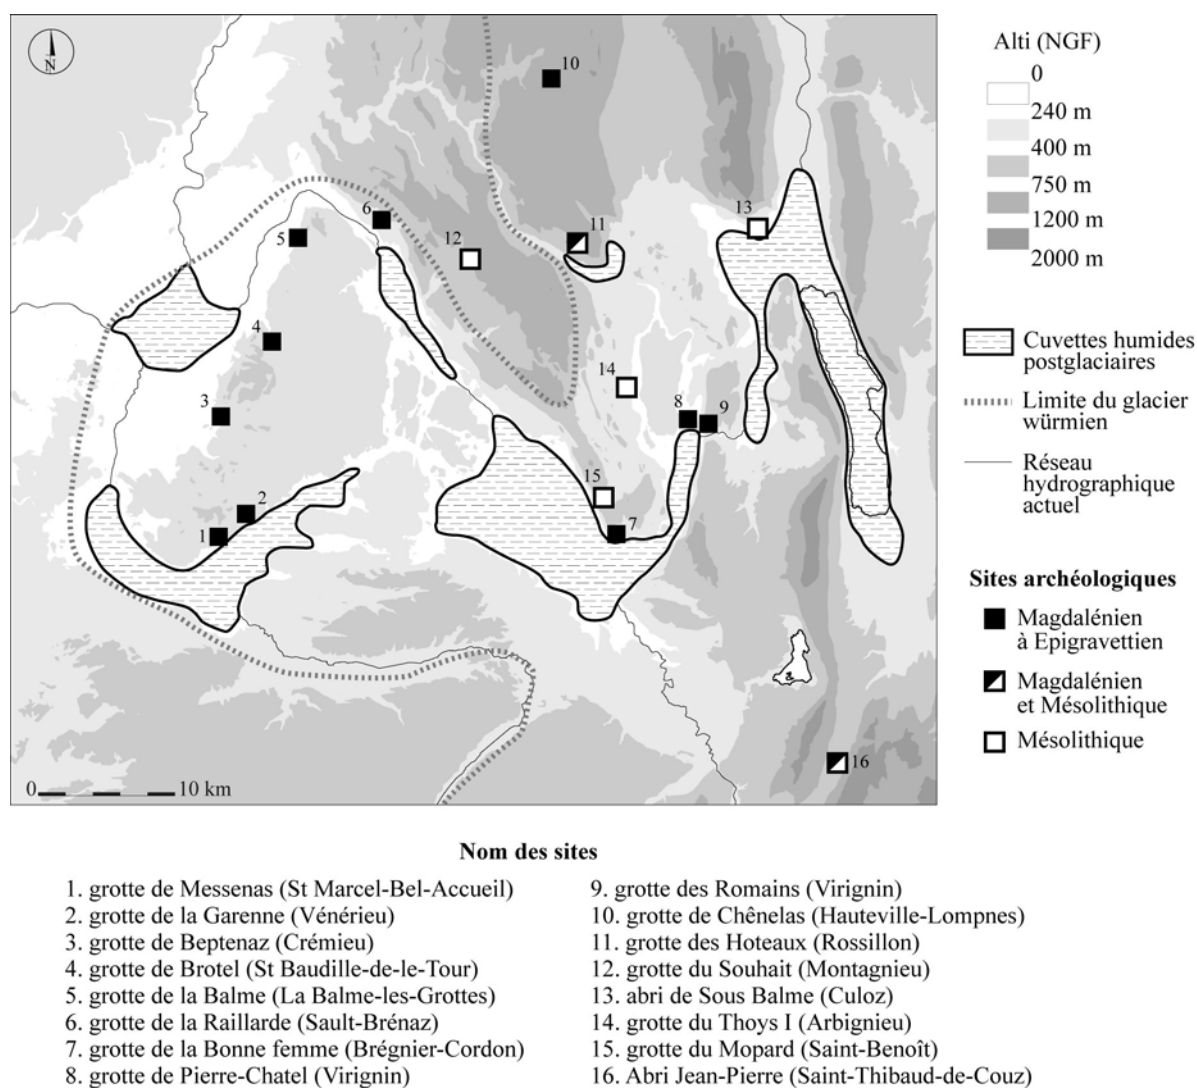 N
10
6
5
12
11
13
4
3
14
8
9
2
1
15
7
16
0 10 km
Alti (NGF)
0
240 m
400 m
750 m
1200 m
2000 m
Cuvettes humides
postglaciaires
Limite du glacier
würmien
Réseau
hydrographique
actuel
Sites archéologiques
Magdalénien
à Epigravettien
Magdalénien
et Mésolithique
Mésolithique
Nom des sites
1. grotte de Messenas (St Marcel-Bel-Accueil)
2. grotte de la Garenne (Vénérieu)
3. grotte de Beptenaz (Crémieu)
4. grotte de Brotel (St Baudille-de-le-Tour)
5. grotte de la Balme (La Balme-les-Grottes)
6. grotte de la Raillarde (Sault-Brénaz)
7. grotte de la Bonne femme (Brégnier-Cordon)
8. grotte de Pierre-Chatel (Virignin)
9. grotte des Romains (Virignin)
10. grotte de Chênelas (Hauteville-Lompnes)
11. grotte des Hoteaux (Rossillon)
12. grotte du Souhait (Montagnieu)
13. abri de Sous Balme (Culoz)
14. grotte du Thoys I (Arbignieu)
15. grotte du Mopard (Saint-Benoît)
16. Abri Jean-Pierre (Saint-Thibaud-de-Couz)